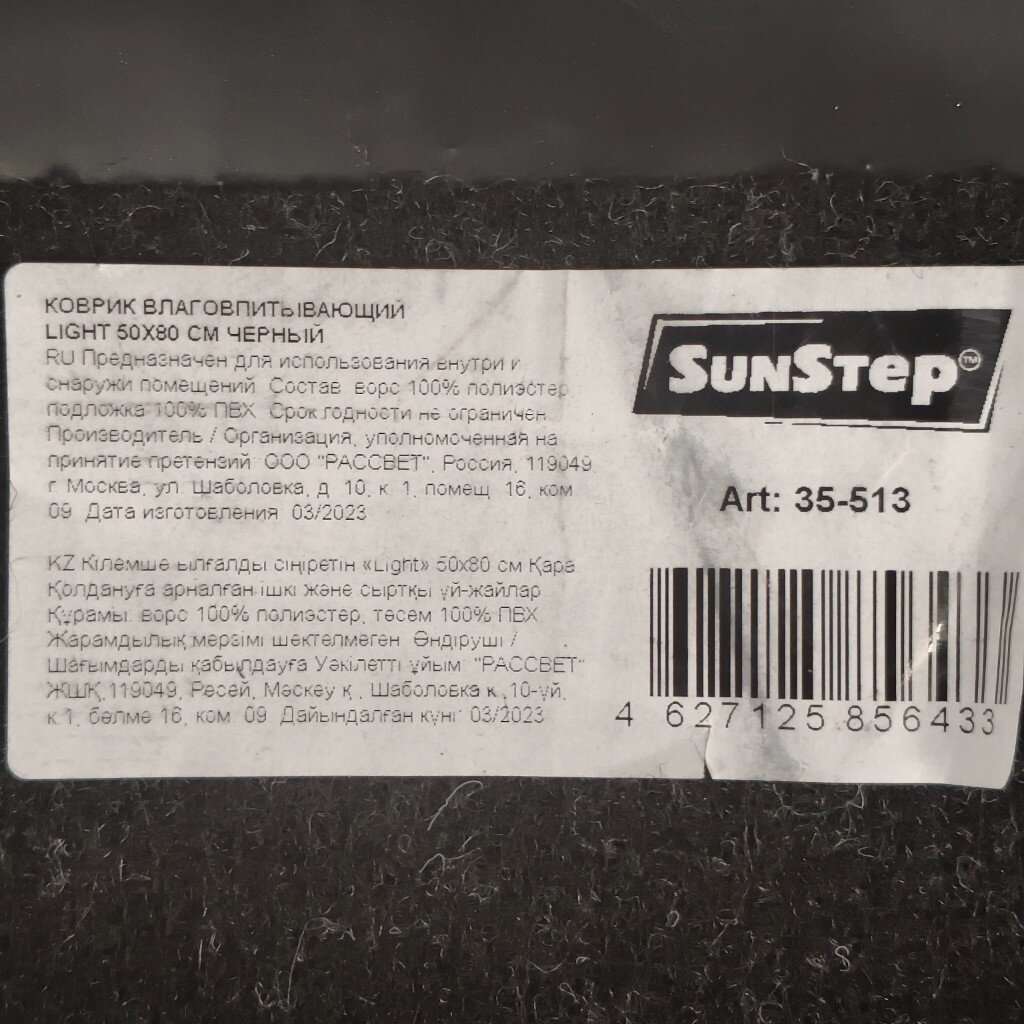 КОВРИК ВЛАГОВПИТЫВАЮЩИЙ
LIGHT 50X80 СМ ЧЕРНЫЙ
RU Предназначен для использования внутри и
снаружи помещений. Состав: ворс 100% полиэстер,
подложка 100% ПВХ. Срок годности не ограничен.
Производитель / Организация, уполномоченная на
принятие претензий: ООО "РАССВЕТ", Россия, 119049,
г. Москва, ул. Шаболовка, д. 10, к. 1, помещ. 16, ком.
09. Дата изготовления: 03/2023
KZ Кілемше ылғалды сіңіретін «Light» 50x80 см Қара
Қолдануға арналған ішкі және сыртқы үй-жайлар.
Құрамы: ворс 100% полиэстер, төсем 100% ПВХ.
Жарамдылық мерзімі шектелмеген. Өндіруші /
Шағымдарды қабылдауға Уәкілетті ұйым: "РАССВЕТ"
ЖШҚ, 119049, Ресей, Мәскеу қ., Шаболовка к.,10-үй,
к.1, бөлме 16, ком. 09. Дайындалған күні: 03/2023
SUNSTEP™
Art: 35-513
4 627125 856433